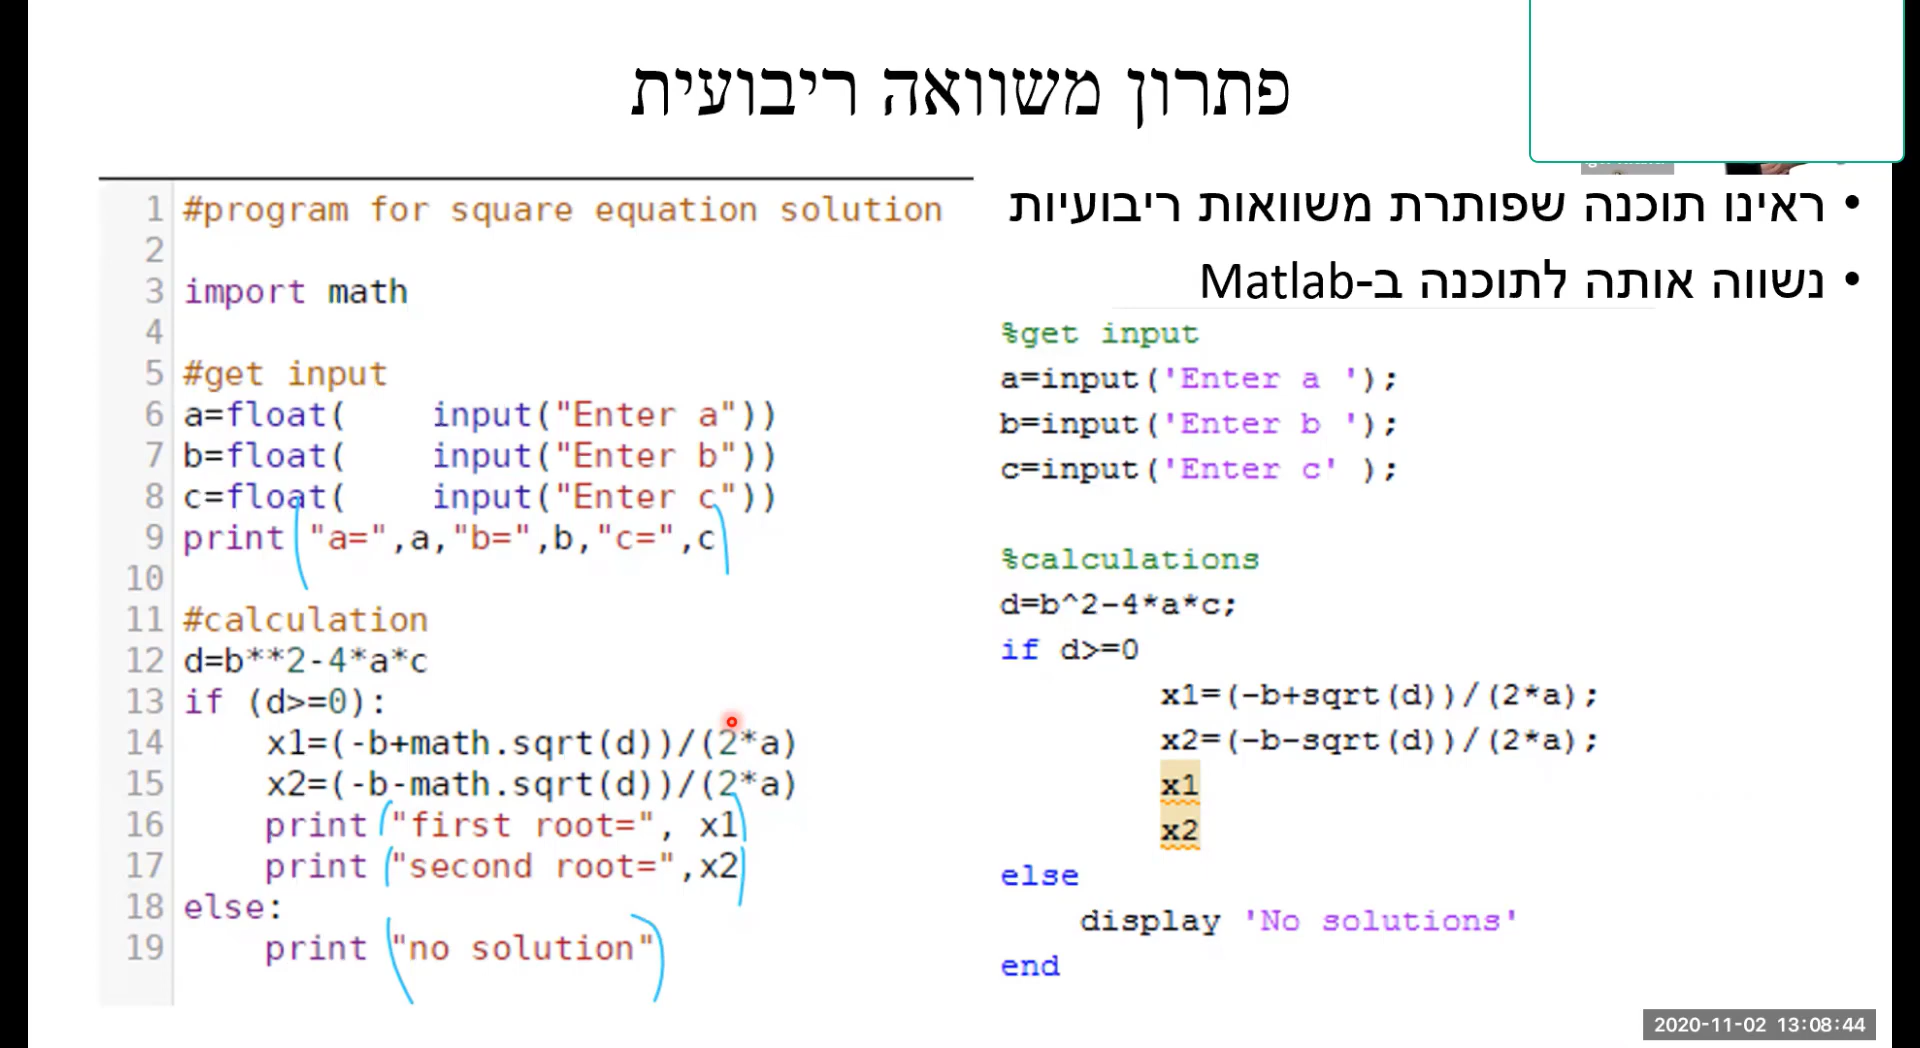 פתרון משוואה ריבועית
• ראינו תוכנה שפותרת משוואות ריבועיות
• נשווה אותה לתוכנה ב-Matlab
1 #program for square equation solution
2
3 import math
4
5 #get input
6 a=float(    input("Enter a"))
7 b=float(    input("Enter b"))
8 c=float(    input("Enter c"))
9 print ("a=",a,"b=",b,"c=",c)
10
11 #calculation
12 d=b**2-4*a*c
13 if (d>=0):
14     x1=(-b+math.sqrt(d))/(2*a)
15     x2=(-b-math.sqrt(d))/(2*a)
16     print ("first root=", x1)
17     print ("second root=",x2)
18 else:
19     print ("no solution")
%get input
a=input('Enter a ');
b=input('Enter b ');
c=input('Enter c' );
%calculations
d=b^2-4*a*c;
if d>=0
x1=(-b+sqrt(d))/(2*a);
x2=(-b-sqrt(d))/(2*a);
x1
x2
else
display 'No solutions'
end
2020-11-02 13:08:44